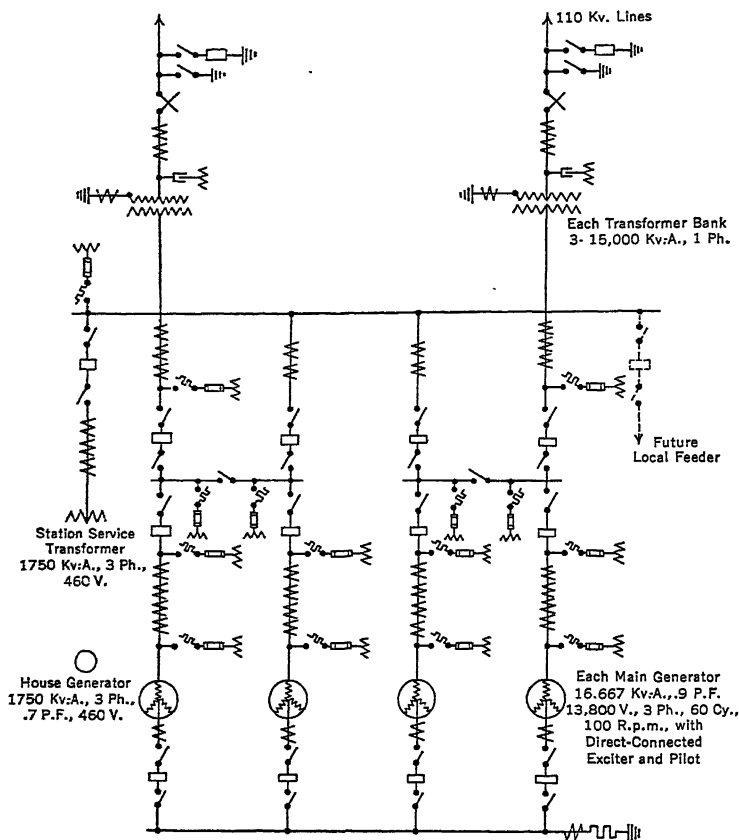 110 Kv. Lines
Each Transformer Bank
3- 15,000 Kv.-A., 1 Ph.
Future
Local Feeder
Station Service
Transformer
1750 Kv.-A., 3 Ph.,
460 V.
House Generator
1750 Kv.-A., 3 Ph.,
.7 P.F., 460 V.
Each Main Generator
16.667 Kv.-A., .9 P.F.
13,800 V., 3 Ph., 60 Cy.,
100 R.p.m., with
Direct-Connected
Exciter and Pilot